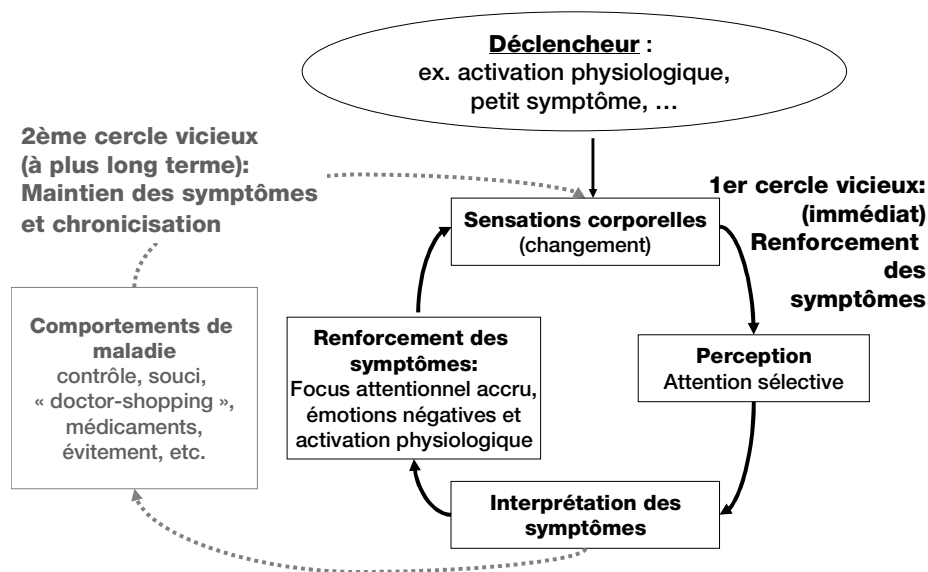 Déclencheur :
ex. activation physiologique,
petit symptôme, …
2ème cercle vicieux
(à plus long terme):
Maintien des symptômes
et chronicisation
1er cercle vicieux:
(immédiat)
Renforcement
des
symptômes
Sensations corporelles
(changement)
Comportements de
maladie
contrôle, souci,
« doctor-shopping »,
médicaments,
évitement, etc.
Renforcement des
symptômes:
Focus attentionnel accru,
émotions négatives et
activation physiologique
Perception
Attention sélective
Interprétation des
symptômes